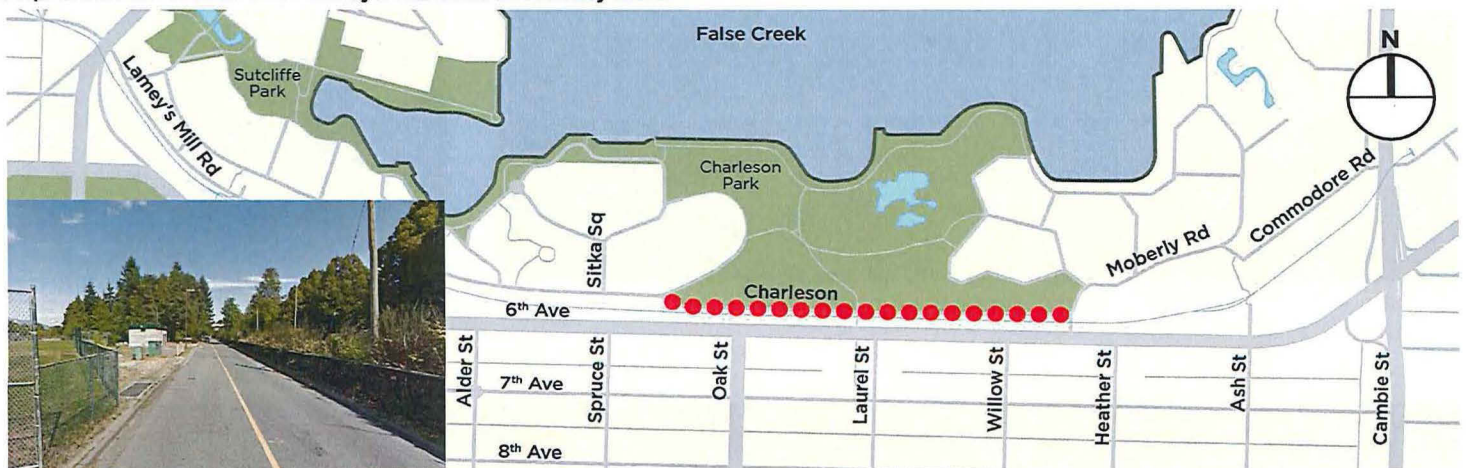 False Creek
N
Sutcliffe
Park
Lamey's Mill Rd
Charleson
Park
Sitka Sq
Commodore Rd
Moberly Rd
Charleson
6th Ave
Alder St
Spruce St
Oak St
Laurel St
Willow St
Heather St
Ash St
Cambie St
7th Ave
8th Ave